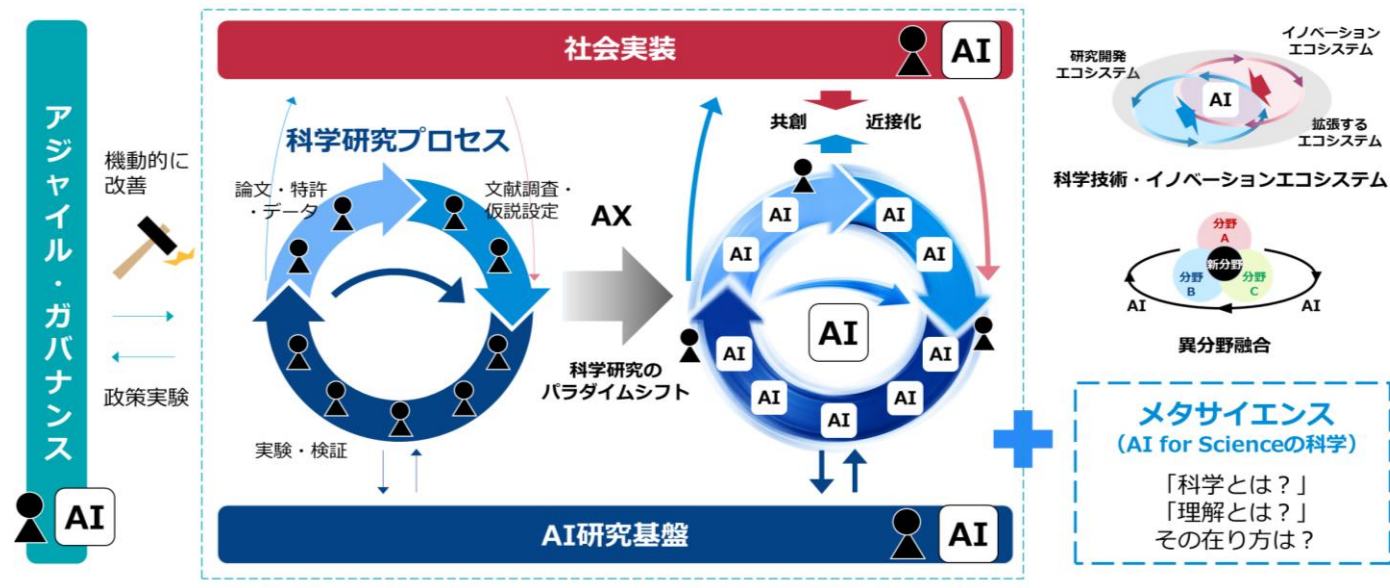 アジャイル・ガバナンス
AI
機動的に
改善
政策実験
社会実装
AI
科学研究プロセス
論文・特許
・データ
文献調査・
仮説設定
実験・検証
AX
科学研究の
パラダイムシフト
共創
近接化
AI
AI
AI
AI
AI
AI
AI
AI
AI
AI
AI
AI研究基盤
AI
研究開発
エコシステム
イノベーション
エコシステム
AI
拡張する
エコシステム
科学技術・イノベーションエコシステム
分野
A
新分野
分野
B
分野
C
AI
AI
異分野融合
メタサイエンス
(AI for Scienceの科学)
「科学とは?」
「理解とは?」
その在り方は?